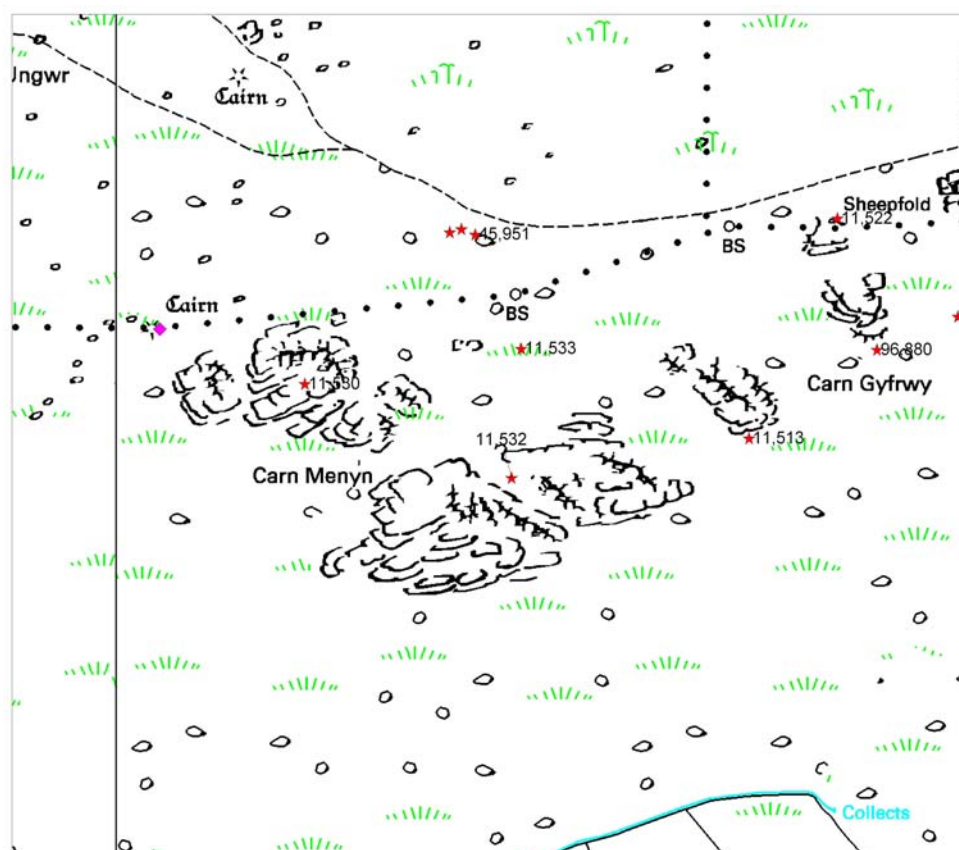 Jngwr
Cairn
Sheepfold
11,522
45,951
BS
Cairn
BS
11,533
96,880
11,530
Carn Gyfrwy
11,532
11,513
Carn Menyn
Collects